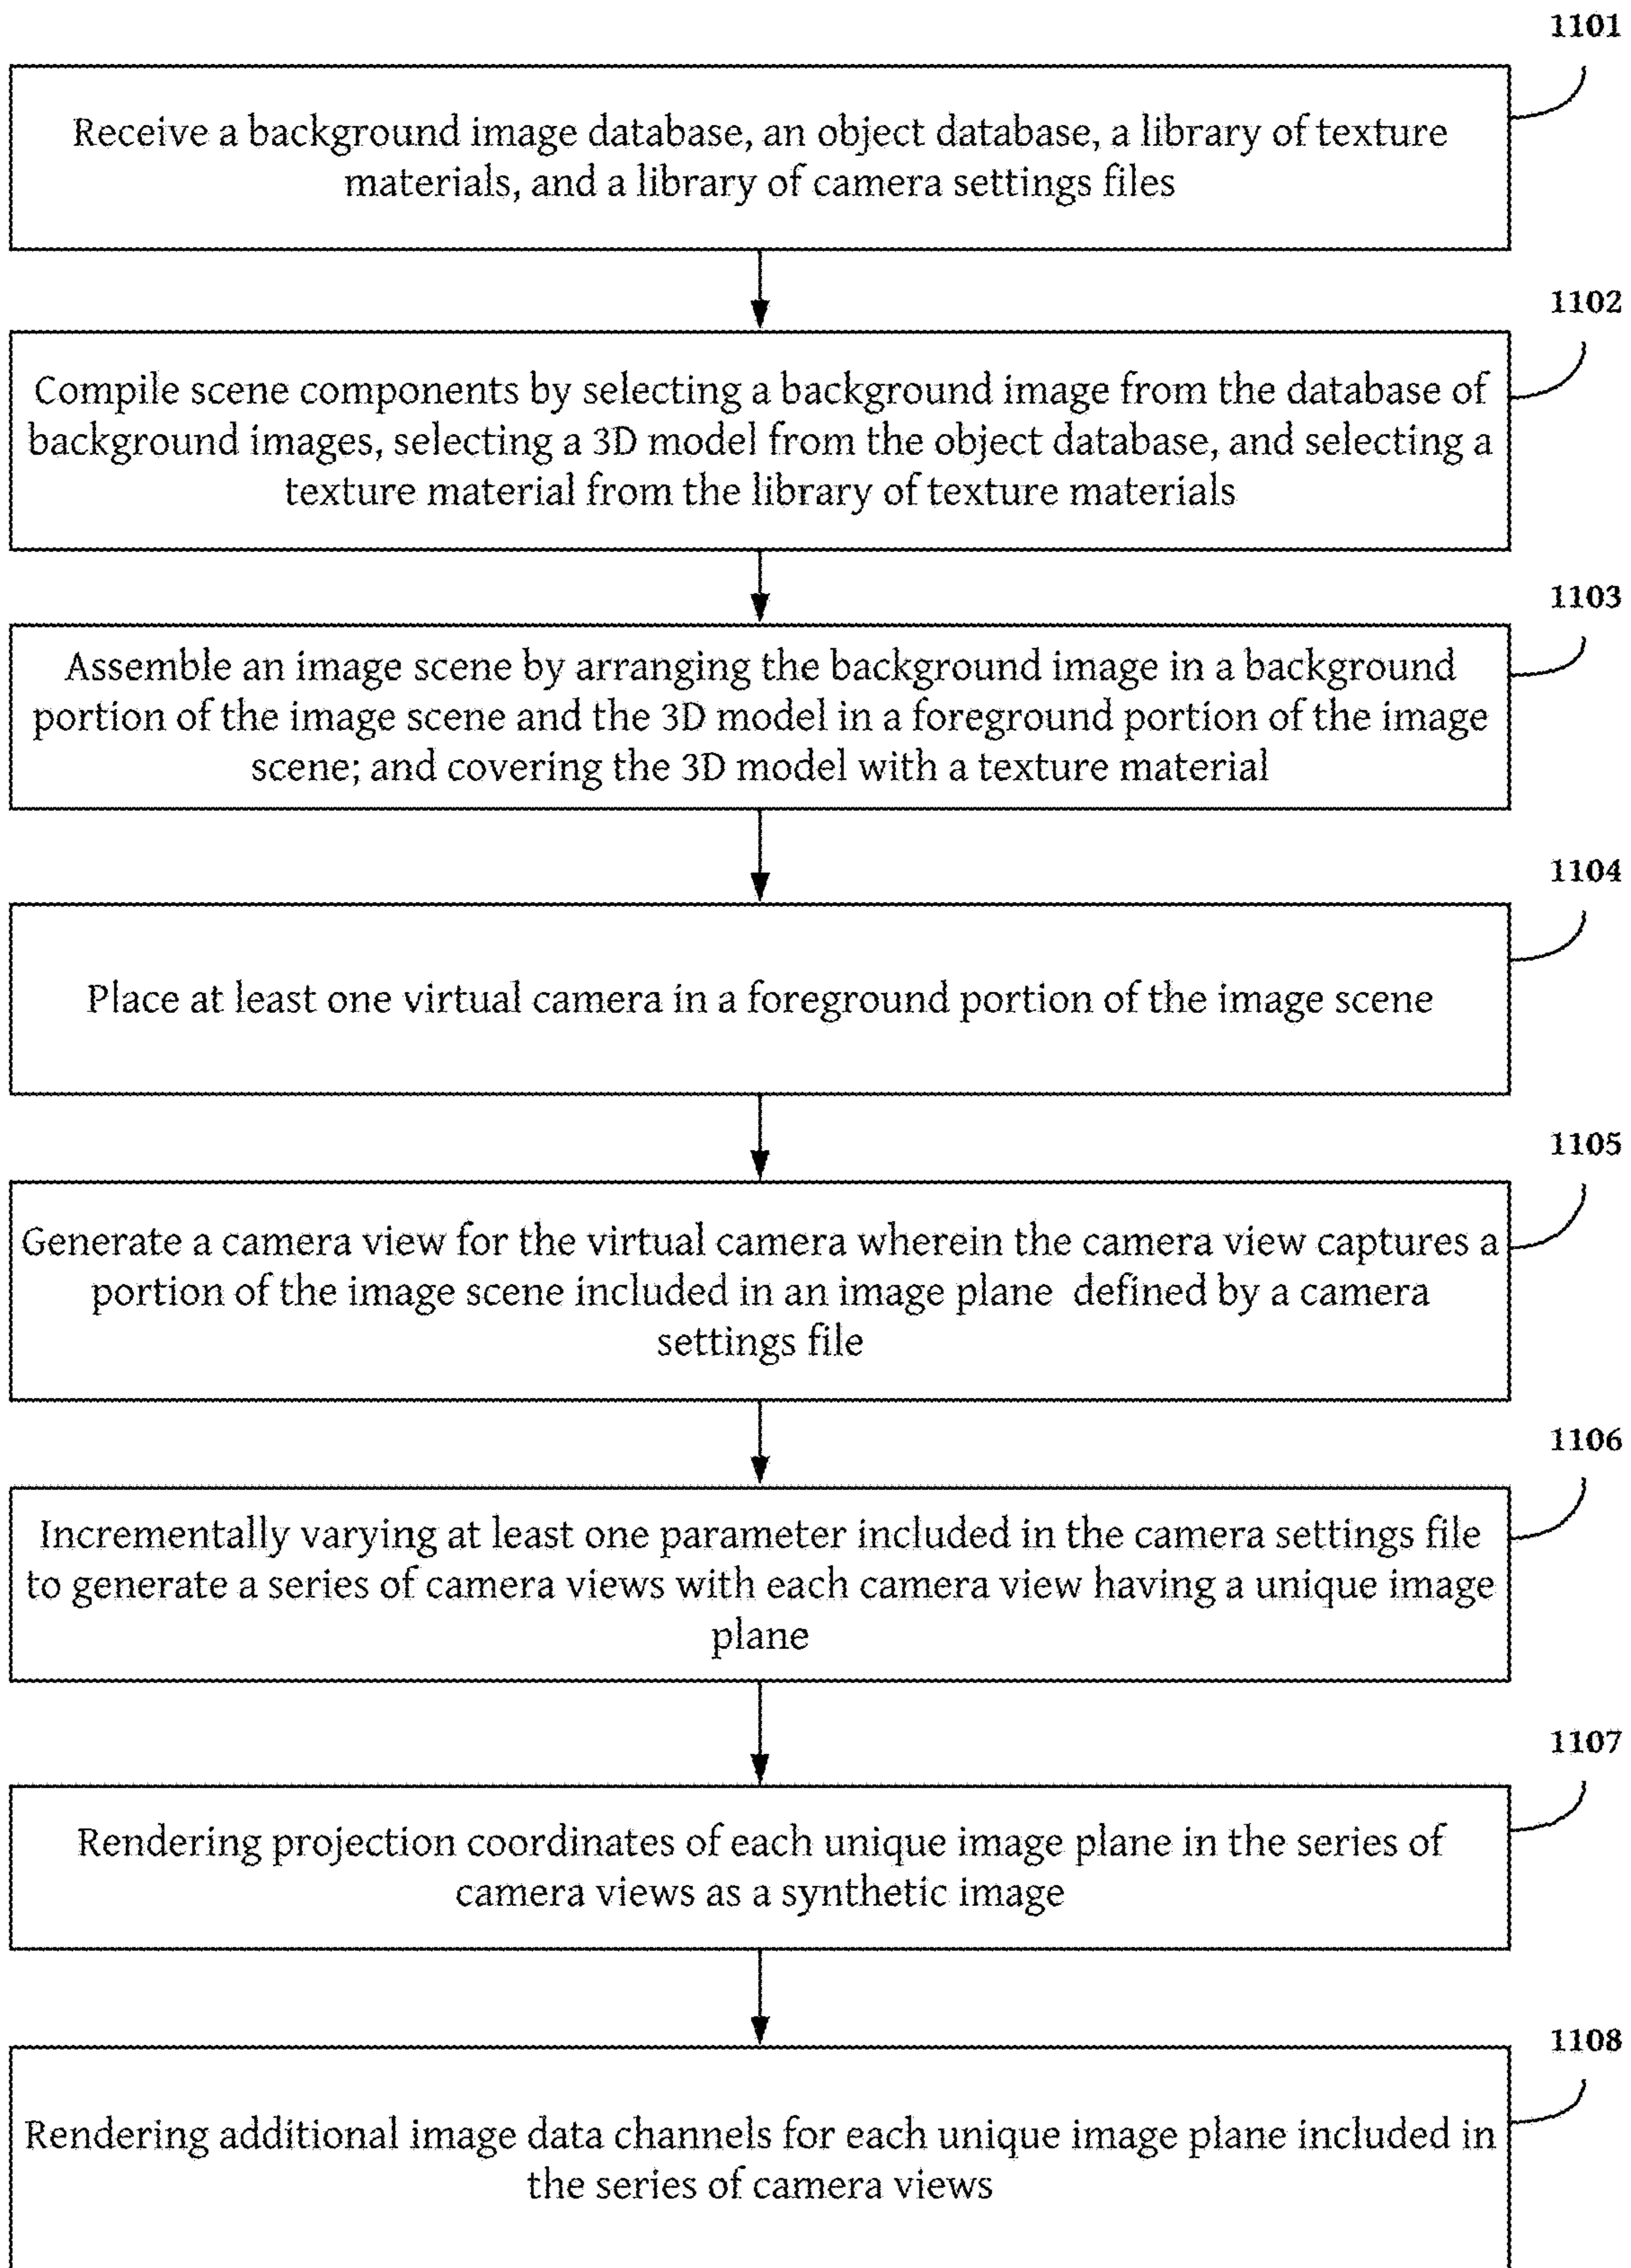 1101
Receive a background image database, an object database, a library of texture
materials, and a library of camera settings files
1102
Compile scene components by selecting a background image from the database of
background images, selecting a 3D model from the object database, and selecting a
texture material from the library of texture materials
1103
Assemble an image scene by arranging the background image in a background
portion of the image scene and the 3D model in a foreground portion of the image
scene; and covering the 3D model with a texture material
1104
Place at least one virtual camera in a foreground portion of the image scene
1105
Generate a camera view for the virtual camera wherein the camera view captures a
portion of the image scene included in an image plane defined by a camera
settings file
1106
Incrementally varying at least one parameter included in the camera settings file
to generate a series of camera views with each camera view having a unique image
plane
1107
Rendering projection coordinates of each unique image plane in the series of
camera views as a synthetic image
1108
Rendering additional image data channels for each unique image plane included in
the series of camera views